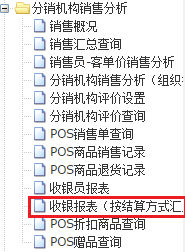 分销机构销售分析
销售概况
销售汇总查询
销售员-客单价销售分析
分销机构销售分析（组织
分销机构评价设置
分销机构评价查询
POS销售单查询
POS商品销售记录
POS商品退货记录
收银员报表
收银报表（按结算方式汇
POS折扣商品查询
POS赠品查询